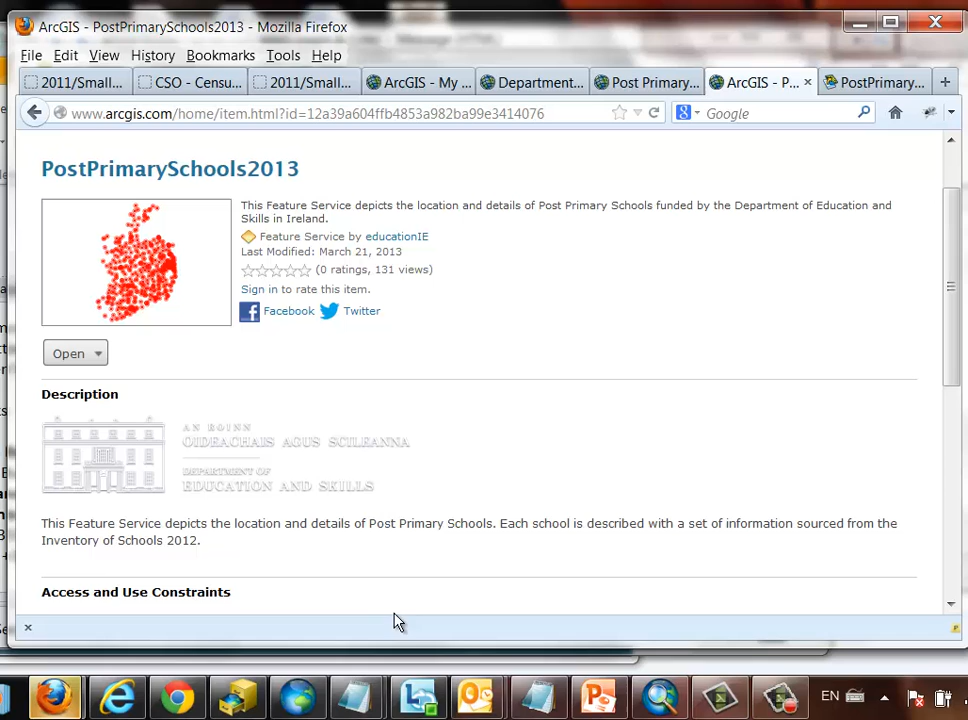 ArcGIS - PostPrimarySchools2013 - Mozilla Firefox
File Edit View History Bookmarks Tools Help
2011/Small... CSO - Censu... 2011/Small... ArcGIS - My ... Department... Post Primary... ArcGIS - P... × PostPrimary... +
www.arcgis.com/home/item.html?id=12a39a604ffb4853a982ba99e3414076 Google
PostPrimarySchools2013
This Feature Service depicts the location and details of Post Primary Schools funded by the Department of Education and
Skills in Ireland.
Feature Service by educationIE
Last Modified: March 21, 2013
(0 ratings, 131 views)
Sign in to rate this item.
Facebook Twitter
Open
Description
AN ROINN
OIDEACHAIS AGUS SCILEANNA
DEPARTMENT OF
EDUCATION AND SKILLS
This Feature Service depicts the location and details of Post Primary Schools. Each school is described with a set of information sourced from the
Inventory of Schools 2012.
Access and Use Constraints
EN